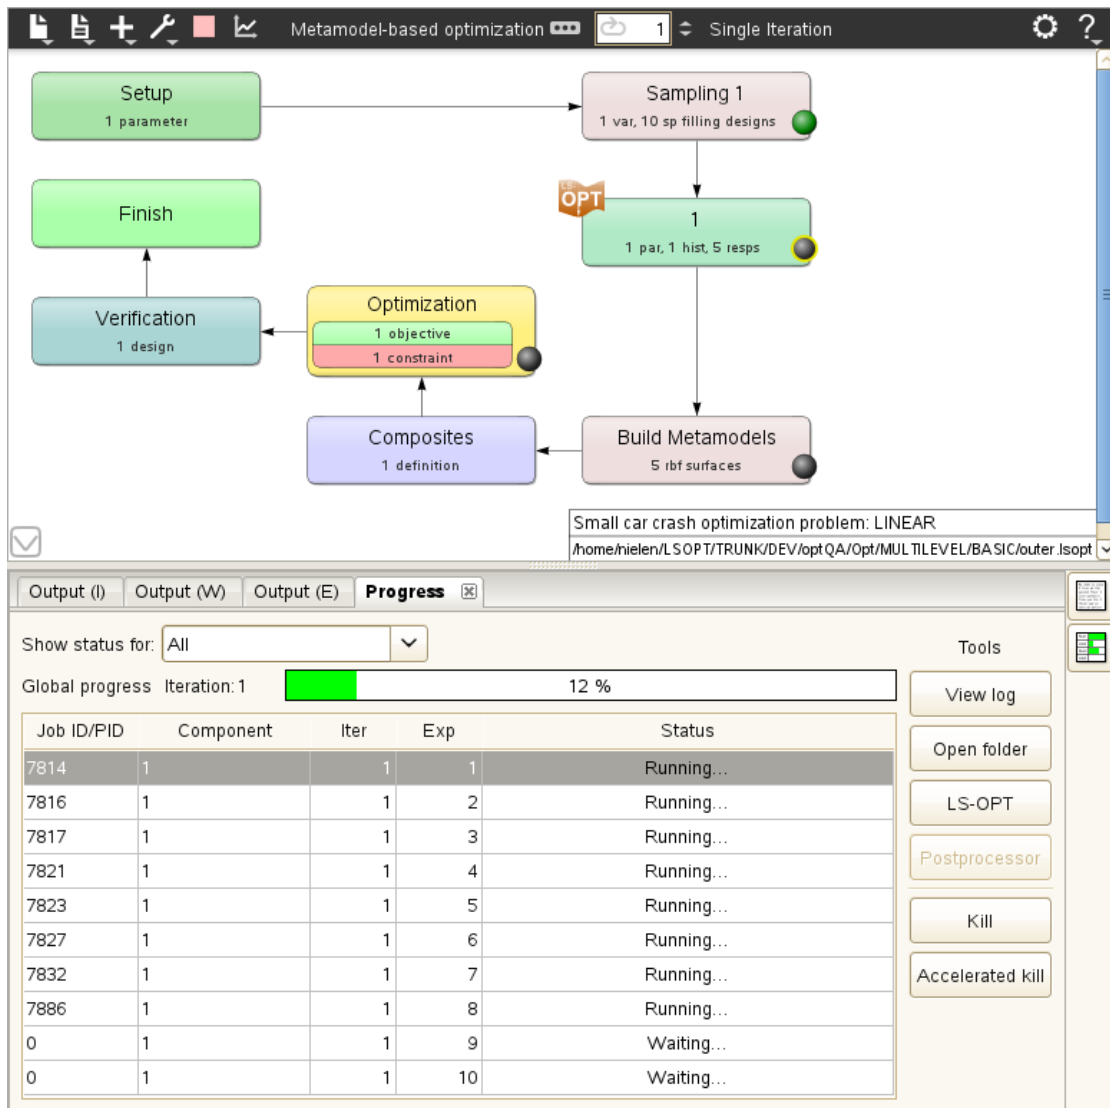 Metamodel-based optimization 1 Single Iteration ?
Setup
1 parameter
Sampling 1
1 var, 10 sp filling designs
LS-
OPT
1
1 par, 1 hist, 5 resps
Finish
Verification
1 design
Optimization
1 objective
1 constraint
Composites
1 definition
Build Metamodels
5 rbf surfaces
Small car crash optimization problem: LINEAR
/home/nielen/LSOPT/TRUNK/DEV/optQA/Opt/MULTILEVEL/BASIC/outer.lsopt
Output (I) Output (W) Output (E) Progress
Show status for: All
Global progress Iteration: 1 12 %
Job ID/PID Component Iter Exp Status
7814 1 1 1 Running...
7816 1 1 2 Running...
7817 1 1 3 Running...
7821 1 1 4 Running...
7823 1 1 5 Running...
7827 1 1 6 Running...
7832 1 1 7 Running...
7886 1 1 8 Running...
0 1 1 9 Waiting...
0 1 1 10 Waiting...
Tools
View log
Open folder
LS-OPT
Postprocessor
Kill
Accelerated kill